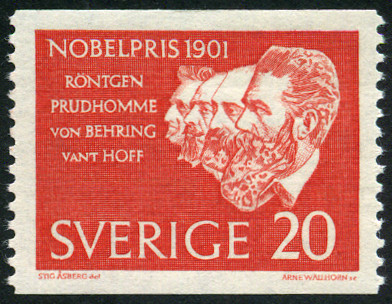 NOBELPRIS 1901
RÖNTGEN
PRUDHOMME
VON BEHRING
VANT HOFF
SVERIGE 20
STIG ÅSBERG del ARNE WALLHORN sc